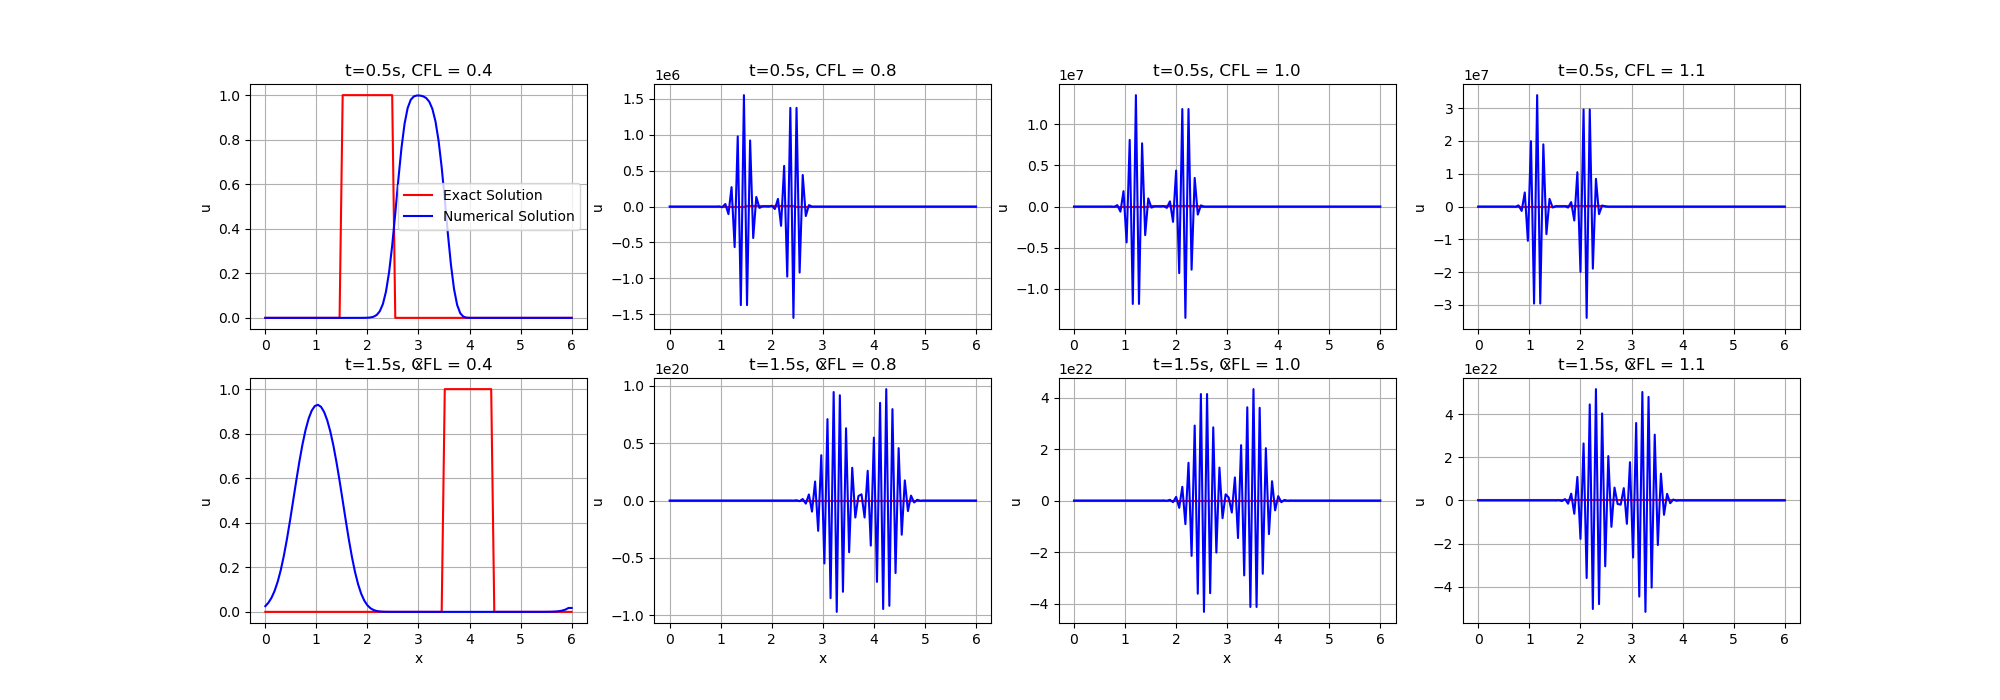 t=0.5s, CFL = 0.4
1.0
0.8
0.6
0.4
0.2
0.0
u
Exact Solution
Numerical Solution
0 1 2 3 4 5 6
x
t=0.5s, CFL = 0.8
1e6
1.5
1.0
0.5
0.0
−0.5
−1.0
−1.5
u
0 1 2 3 4 5 6
x
t=0.5s, CFL = 1.0
1e7
1.0
0.5
0.0
−0.5
−1.0
u
0 1 2 3 4 5 6
x
t=0.5s, CFL = 1.1
1e7
3
2
1
0
−1
−2
−3
u
0 1 2 3 4 5 6
x
t=1.5s, CFL = 0.4
1.0
0.8
0.6
0.4
0.2
0.0
u
0 1 2 3 4 5 6
x
t=1.5s, CFL = 0.8
1e20
1.0
0.5
0.0
−0.5
−1.0
u
0 1 2 3 4 5 6
x
t=1.5s, CFL = 1.0
1e22
4
2
0
−2
−4
u
0 1 2 3 4 5 6
x
t=1.5s, CFL = 1.1
1e22
4
2
0
−2
−4
u
0 1 2 3 4 5 6
x